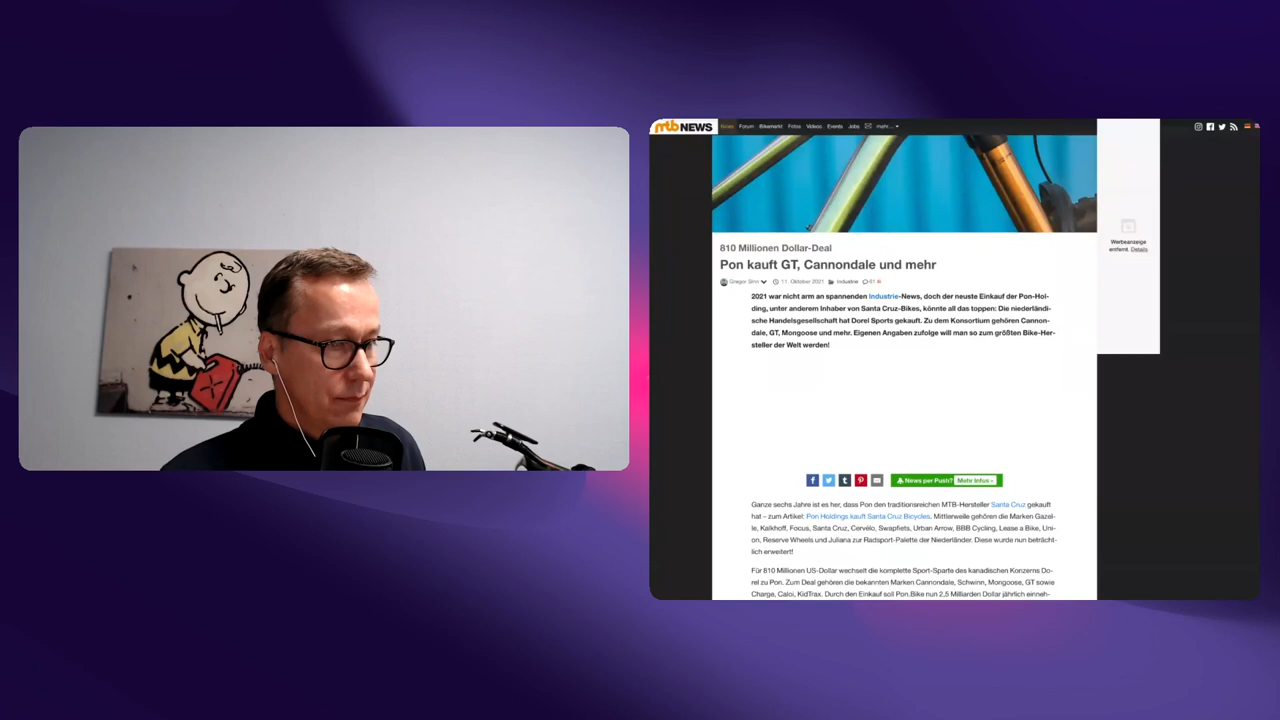 mtbNEWS News Forum Bikemarkt Fotos Videos Events Jobs mehr ...
810 Millionen Dollar-Deal
Pon kauft GT, Cannondale und mehr
Gregor Sinn 11. Oktober 2021 Industrie 61
2021 war nicht arm an spannenden Industrie-News, doch der neuste Einkauf der Pon-Hol-
ding, unter anderem Inhaber von Santa Cruz-Bikes, könnte all das toppen: Die niederländi-
sche Handelsgesellschaft hat Dorel Sports gekauft. Zu dem Konsortium gehören Cannon-
dale, GT, Mongoose und mehr. Eigenen Angaben zufolge will man so zum größten Bike-Her-
steller der Welt werden!
Werbeanzeige
entfernt. Details
News per Push? Mehr Infos »
Ganze sechs Jahre ist es her, dass Pon den traditionsreichen MTB-Hersteller Santa Cruz gekauft
hat – zum Artikel: Pon Holdings kauft Santa Cruz Bicycles. Mittlerweile gehören die Marken Gazel-
le, Kalkhoff, Focus, Santa Cruz, Cervélo, Swapfiets, Urban Arrow, BBB Cycling, Lease a Bike, Uni-
on, Reserve Wheels und Juliana zur Radsport-Palette der Niederländer. Diese wurde nun beträcht-
lich erweitert!
Für 810 Millionen US-Dollar wechselt die komplette Sport-Sparte des kanadischen Konzerns Do-
rel zu Pon. Zum Deal gehören die bekannten Marken Cannondale, Schwinn, Mongoose, GT sowie
Charge, Caloi, KidTrax. Durch den Einkauf soll Pon.Bike nun 2,5 Milliarden Dollar jährlich einneh-